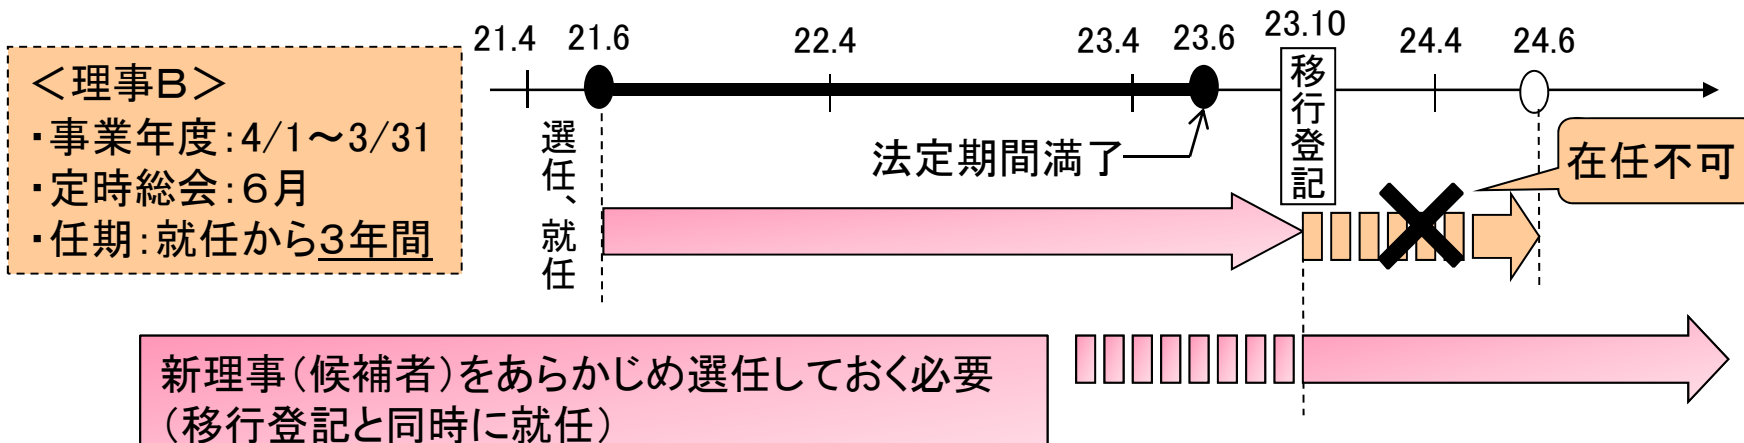 21.4 21.6 22.4 23.4 23.6 23.10 24.4 24.6
＜理事Ｂ＞
・事業年度：4/1～3/31
・定時総会：６月
・任期：就任から３年間
選任、就任
法定期間満了
移行登記
在任不可
新理事（候補者）をあらかじめ選任しておく必要
（移行登記と同時に就任）